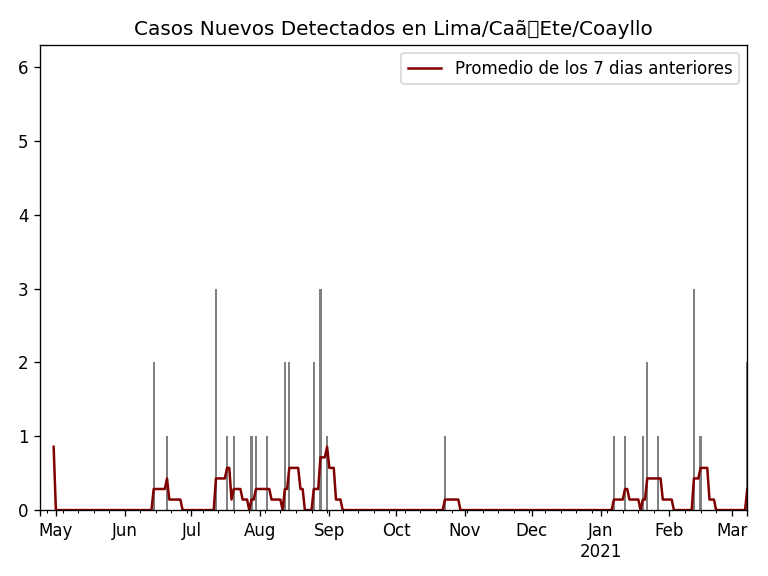 Casos Nuevos Detectados en Lima/Caã▯Ete/Coayllo
Promedio de los 7 dias anteriores
6
5
4
3
2
1
0
May Jun Jul Aug Sep Oct Nov Dec Jan Feb Mar
2021